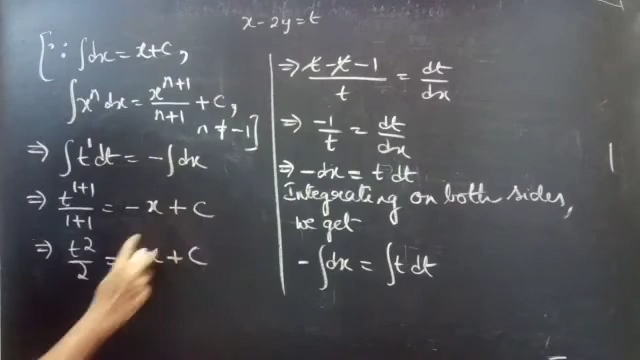 x-2y=t
[∵ ∫dx = x+C,
∫xⁿ dx = xⁿ⁺¹/n+1 + C,
n ≠ -1]
⇒ ∫t¹dt = -∫dx
⇒ t¹⁺¹/1+1 = -x + C
⇒ t²/2 = x + C
⇒ t-t-1/t = dt/dx
⇒ -1/t = dt/dx
⇒ -dx = t dt
Integrating on both sides,
we get
-∫dx = ∫t dt